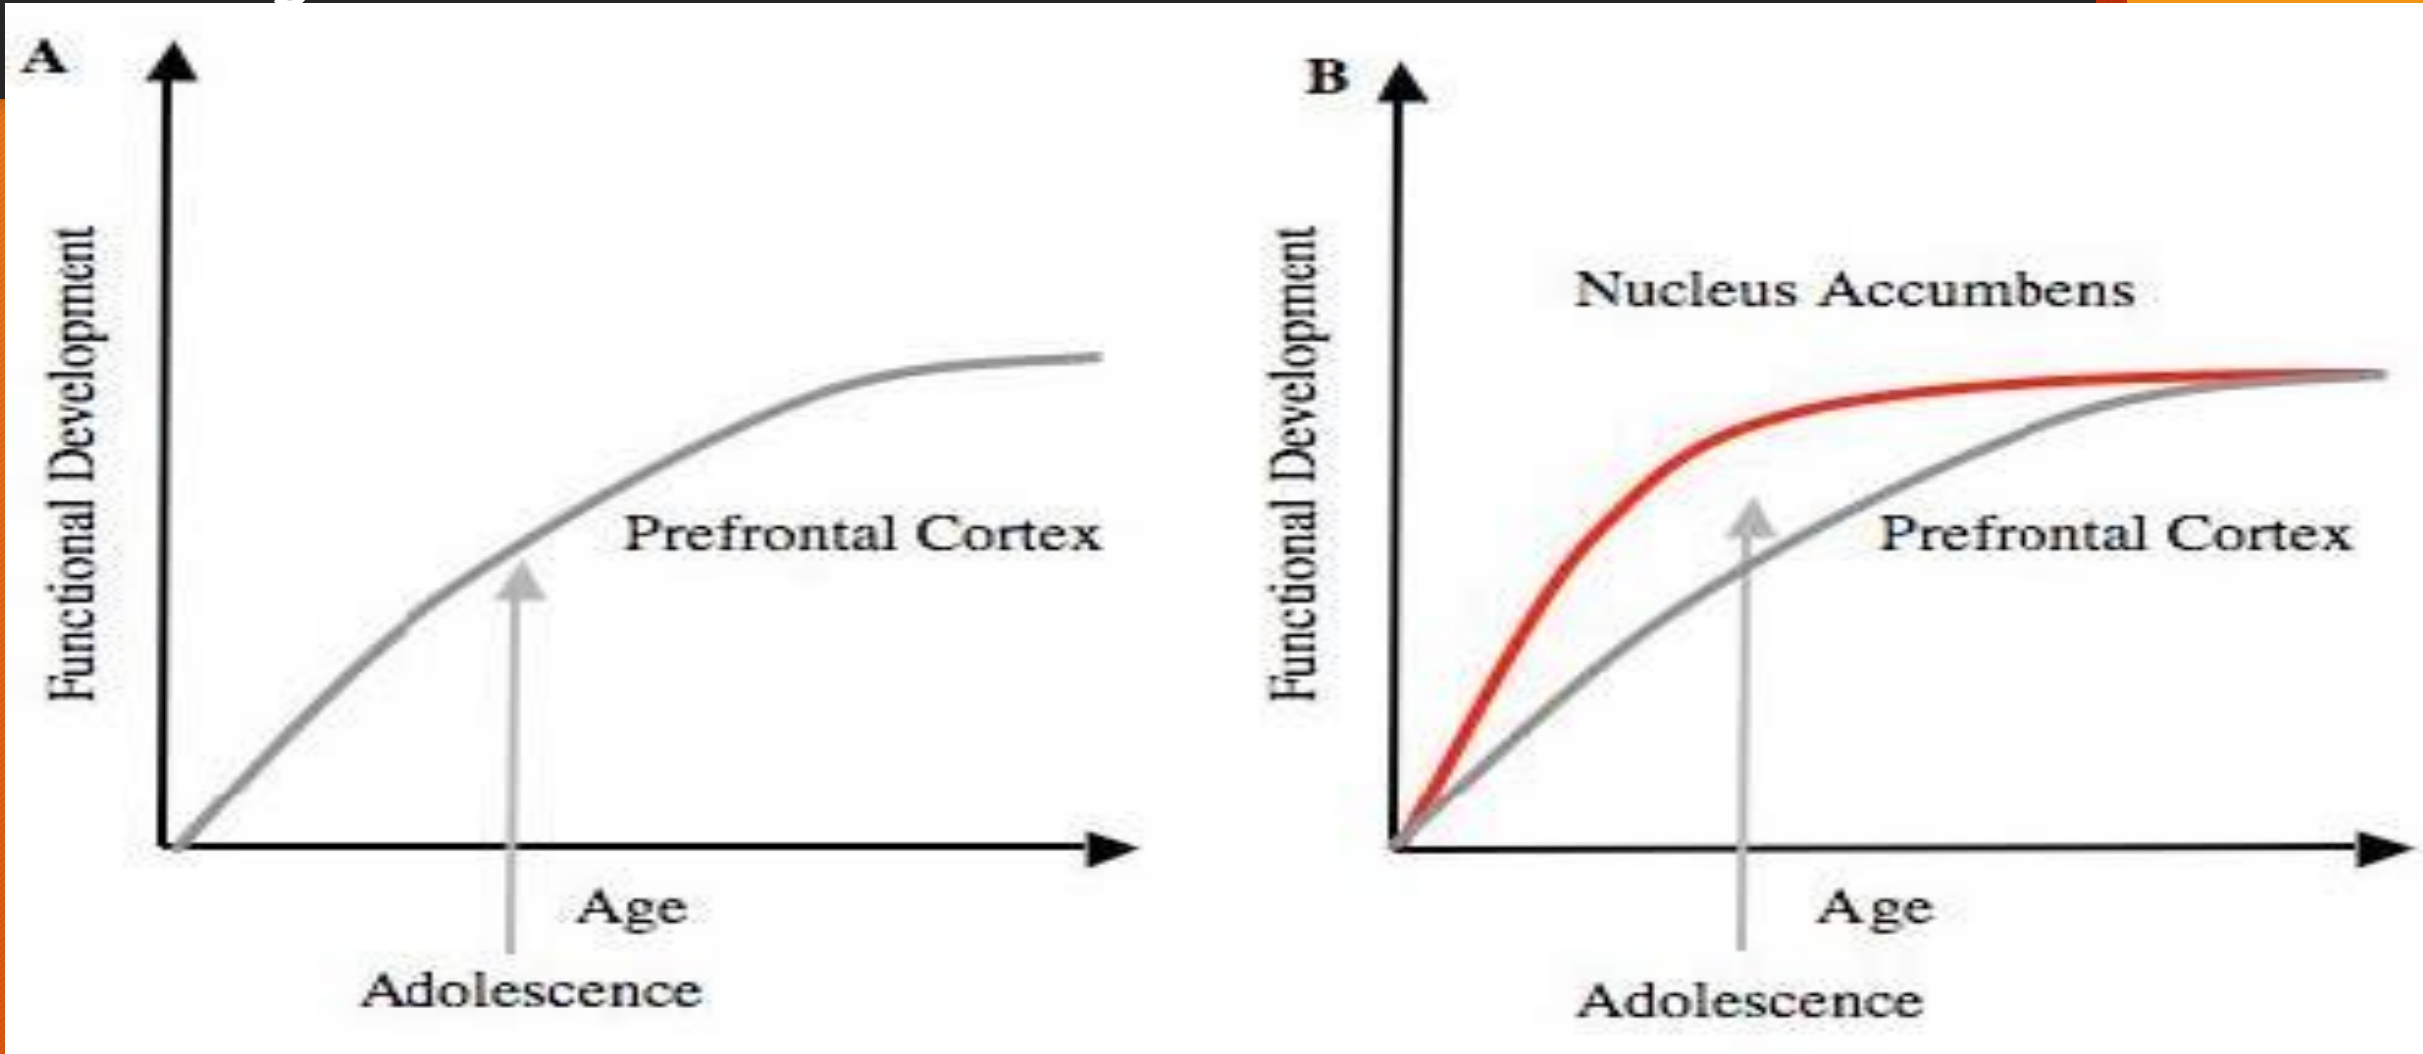 A
Functional Development
Prefrontal Cortex
Age
Adolescence
B
Functional Development
Nucleus Accumbens
Prefrontal Cortex
Age
Adolescence